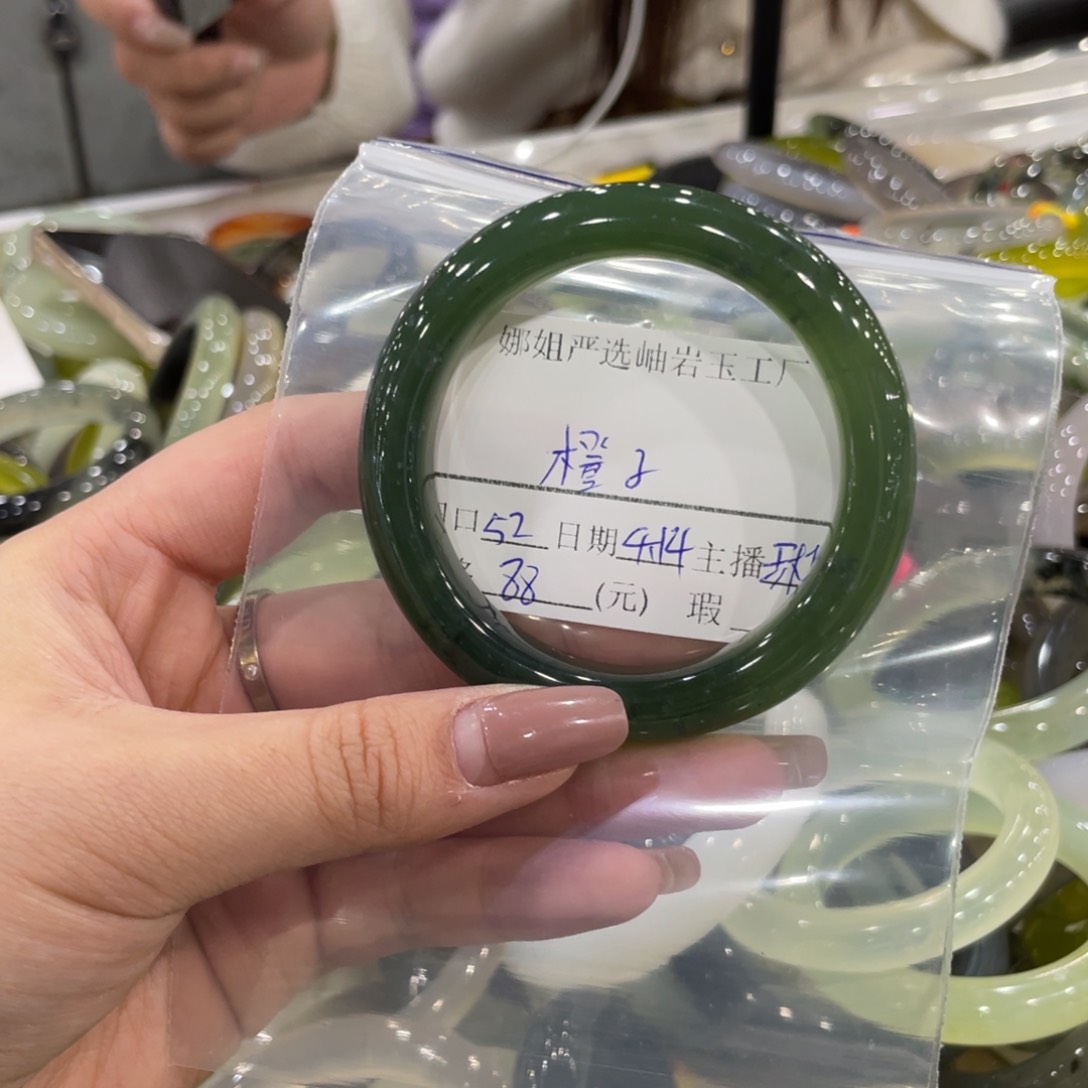 娜姐严选岫岩玉工厂
橙子
口52 日期4.14 主播
88 (元) 瑕